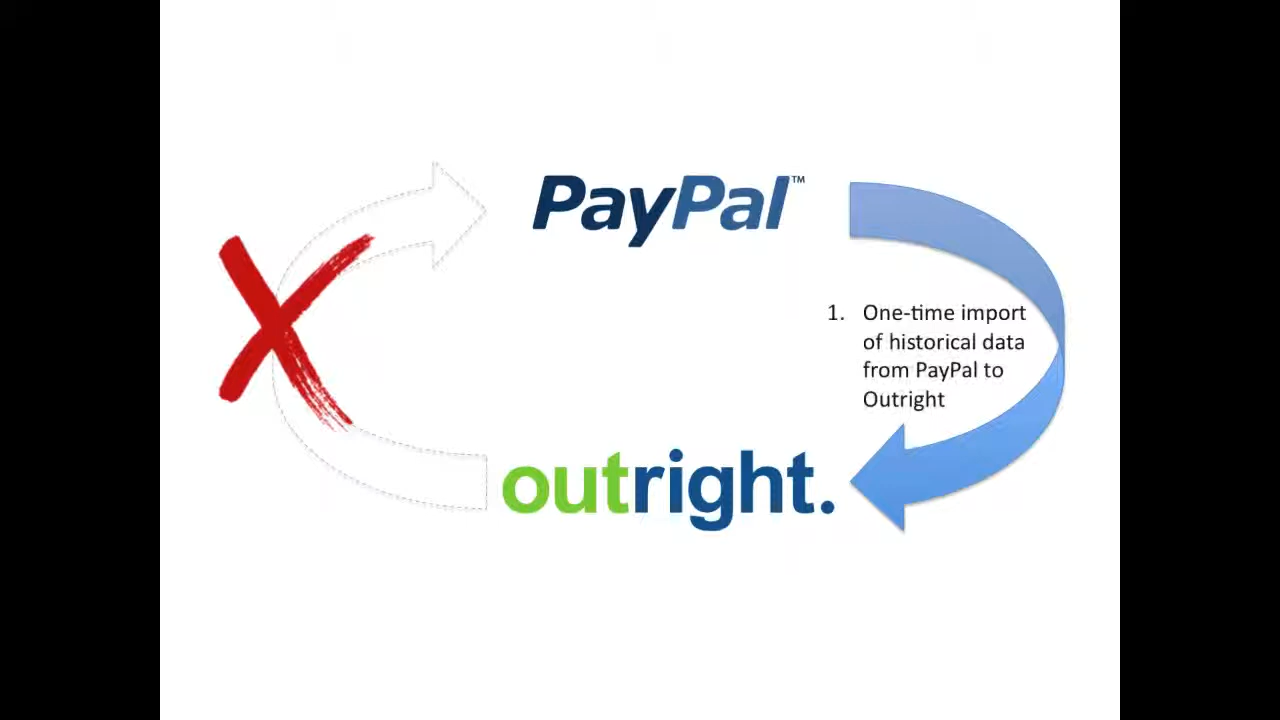 PayPal™
1. One-time import
of historical data
from PayPal to
Outright
outright.